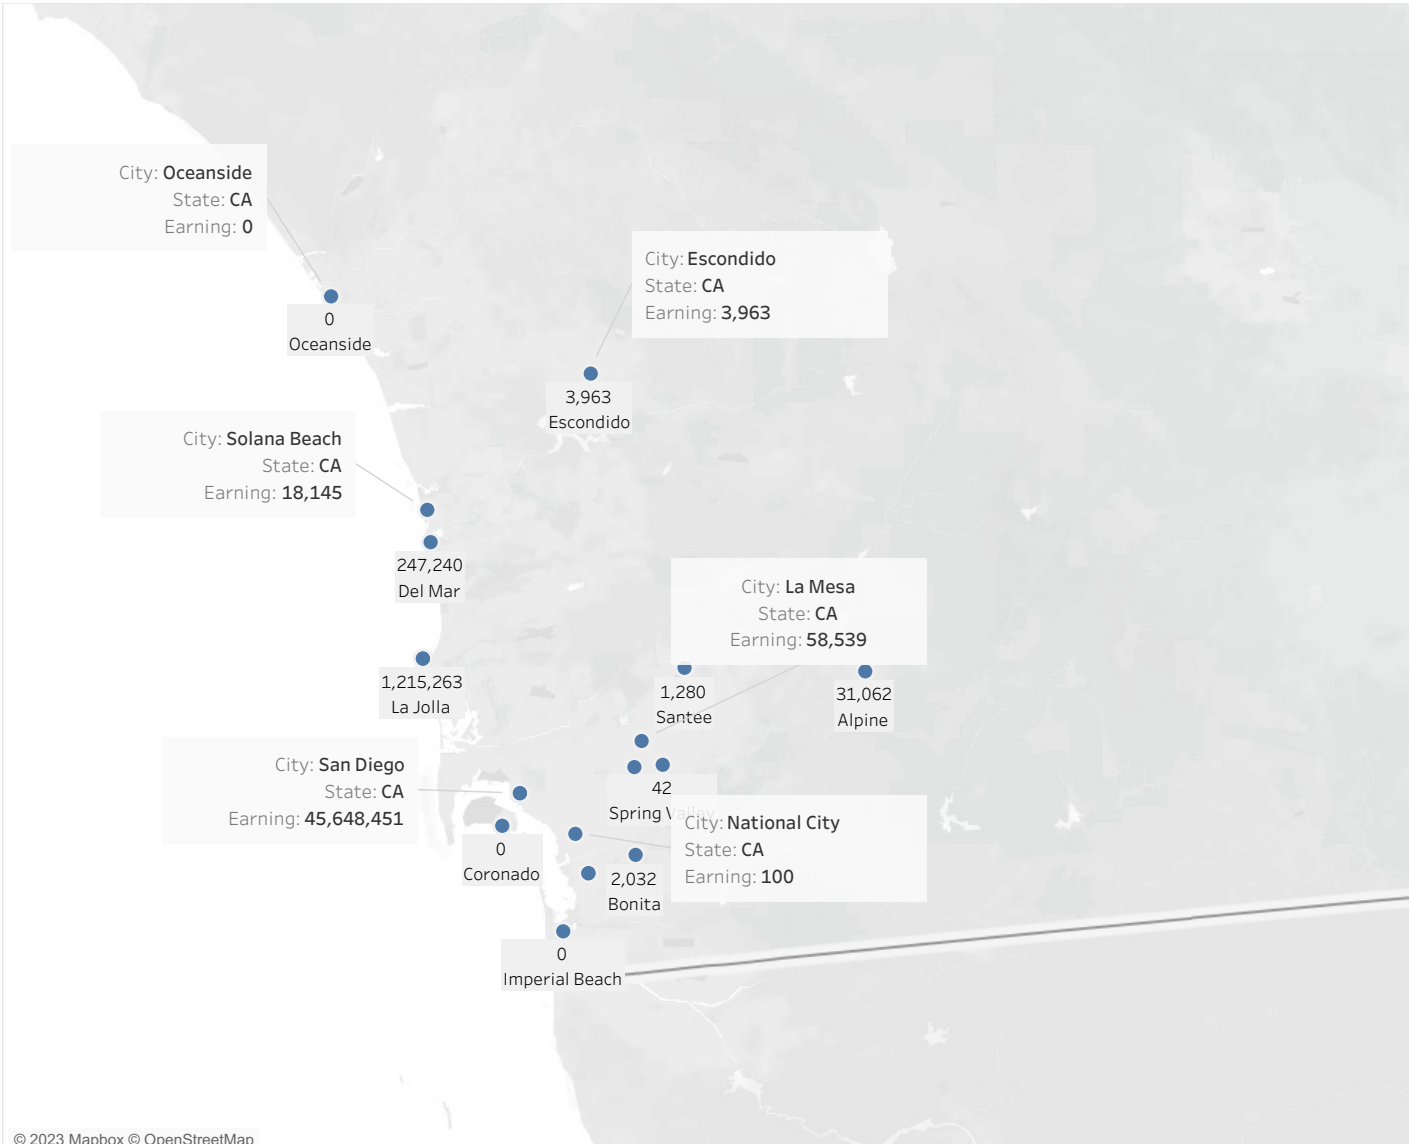 City: Oceanside
State: CA
Earning: 0
City: Escondido
State: CA
Earning: 3,963
0
Oceanside
3,963
Escondido
City: Solana Beach
State: CA
Earning: 18,145
247,240
Del Mar
City: La Mesa
State: CA
Earning: 58,539
1,215,263
La Jolla
1,280
Santee
31,062
Alpine
City: San Diego
State: CA
Earning: 45,648,451
42
Spring Valley
City: National City
State: CA
Earning: 100
0
Coronado
2,032
Bonita
0
Imperial Beach
© 2023 Mapbox © OpenStreetMap